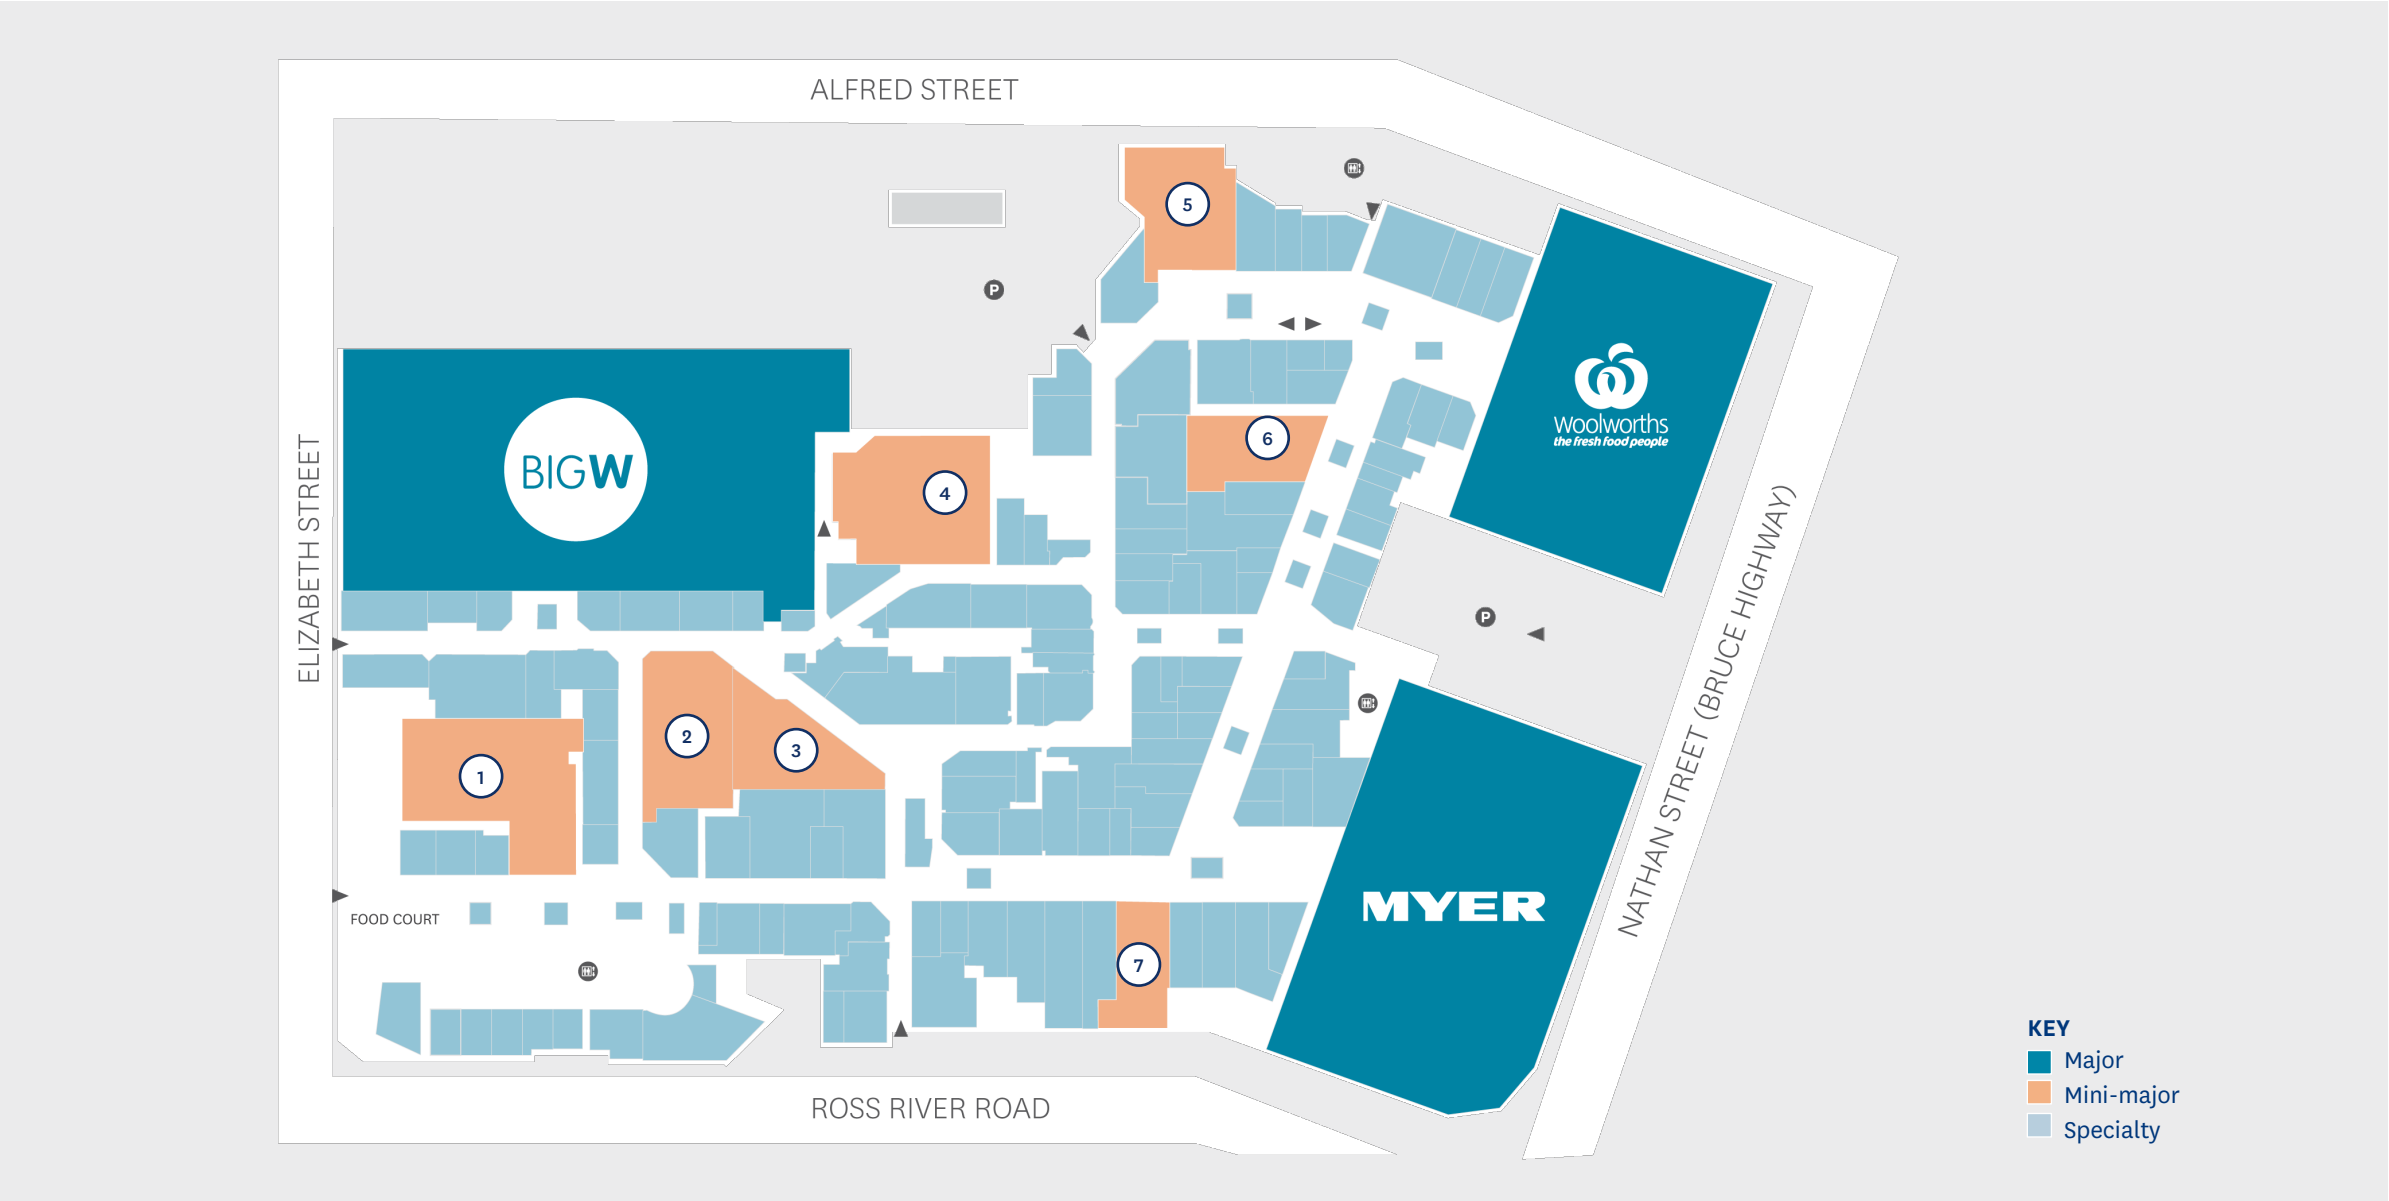 ALFRED STREET
5
P
BIGW
ELIZABETH STREET
4
6
Woolworths
the fresh food people
NATHAN STREET (BRUCE HIGHWAY)
P
2
3
1
MYER
FOOD COURT
7
ROSS RIVER ROAD
KEY
Major
Mini-major
Specialty